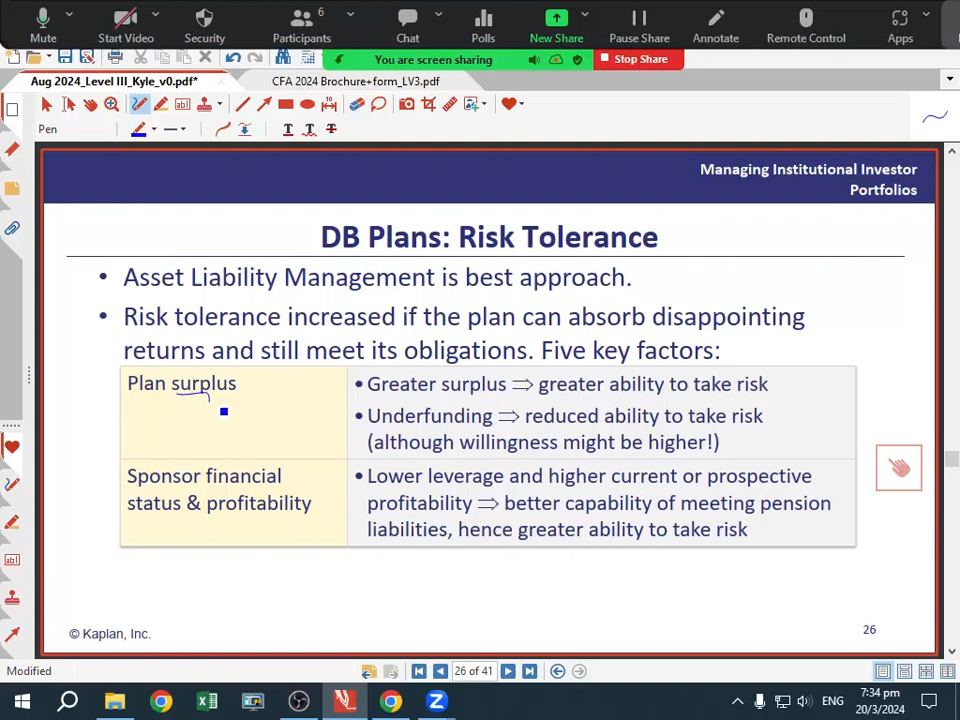 6
Mute
Start Video
Security
Participants
Chat
Polls
New Share
Pause Share
Annotate
Remote Control
Apps
You are screen sharing
Stop Share
Aug 2024_Level III_Kyle_v0.pdf*
CFA 2024 Brochure+form_LV3.pdf
Pen
Managing Institutional Investor
Portfolios
DB Plans: Risk Tolerance
• Asset Liability Management is best approach.
• Risk tolerance increased if the plan can absorb disappointing
returns and still meet its obligations. Five key factors:
Plan surplus
• Greater surplus ⇒ greater ability to take risk
• Underfunding ⇒ reduced ability to take risk
(although willingness might be higher!)
Sponsor financial
status & profitability
• Lower leverage and higher current or prospective
profitability ⇒ better capability of meeting pension
liabilities, hence greater ability to take risk
© Kaplan, Inc.
26
Modified
26 of 41
ENG
7:34 pm
20/3/2024